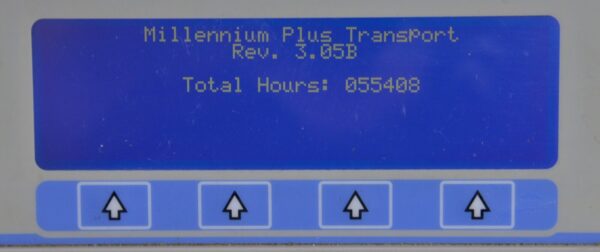 Millennium Plus Transport
Rev. 3.05B
Total Hours: 055408